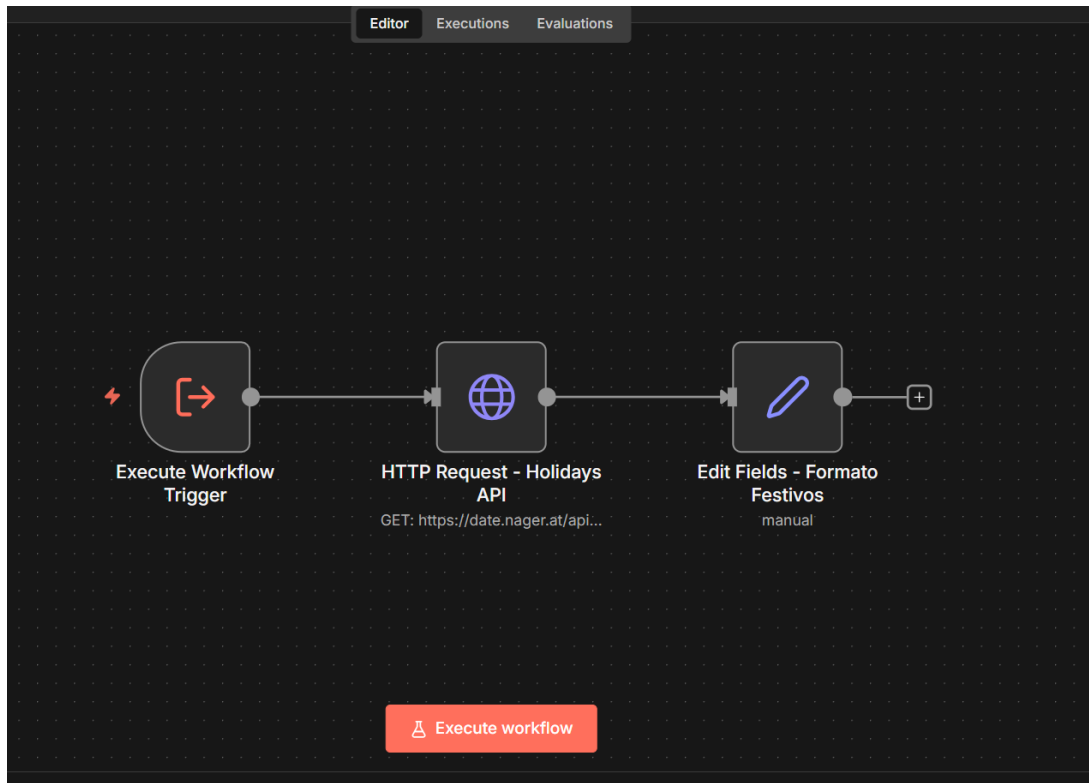 Editor Executions Evaluations
Execute Workflow
Trigger
HTTP Request - Holidays
API
GET: https://date.nager.at/api...
Edit Fields - Formato
Festivos
manual
Execute workflow